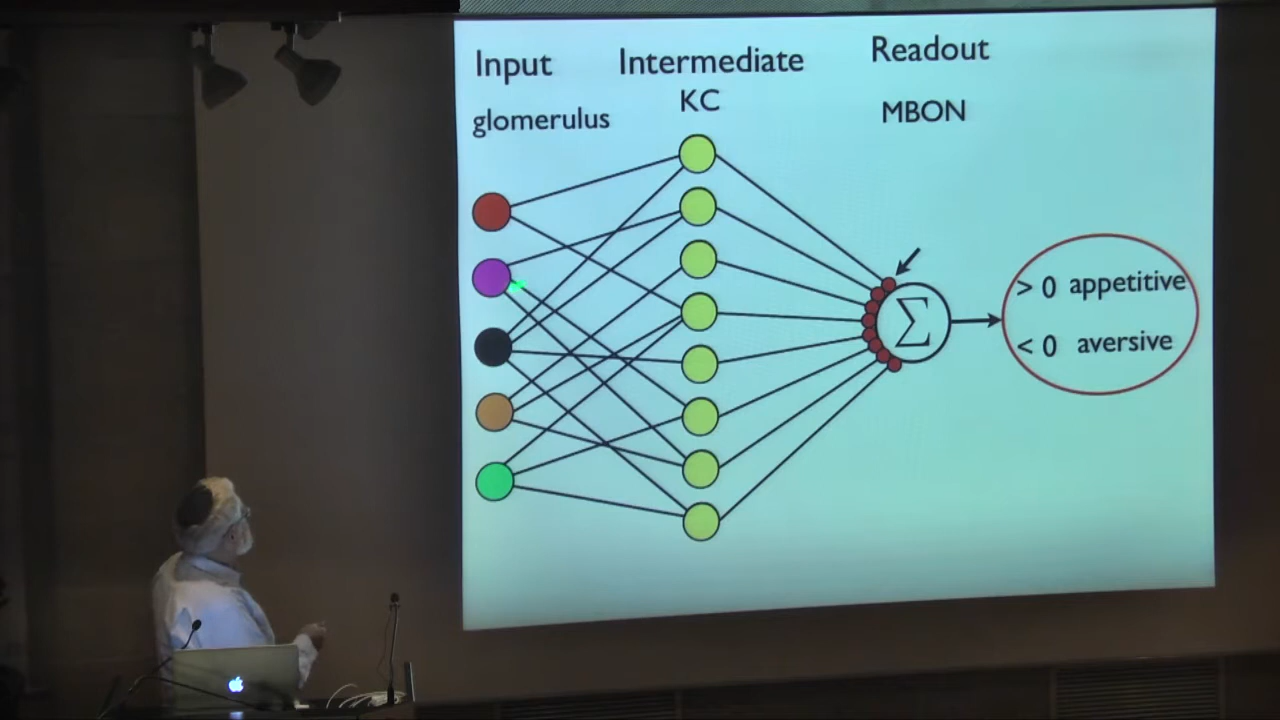 Input
Intermediate
Readout
glomerulus
KC
MBON
Σ
> 0 appetitive
< 0 aversive